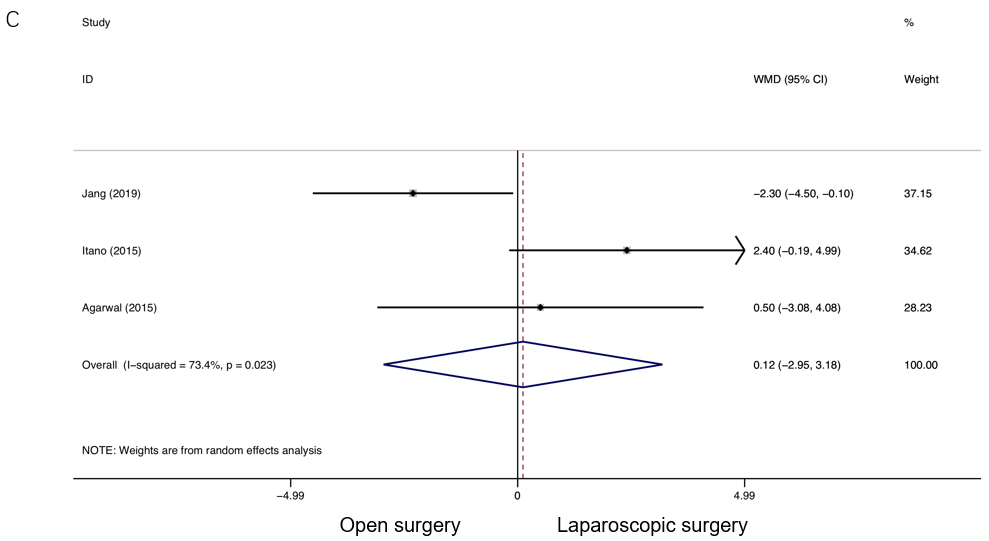 C
Study %
ID WMD (95% CI) Weight
Jang (2019) −2.30 (−4.50, −0.10) 37.15
Itano (2015) 2.40 (−0.19, 4.99) 34.62
Agarwal (2015) 0.50 (−3.08, 4.08) 28.23
Overall (I−squared = 73.4%, p = 0.023) 0.12 (−2.95, 3.18) 100.00
NOTE: Weights are from random effects analysis
−4.99 0 4.99
Open surgery Laparoscopic surgery